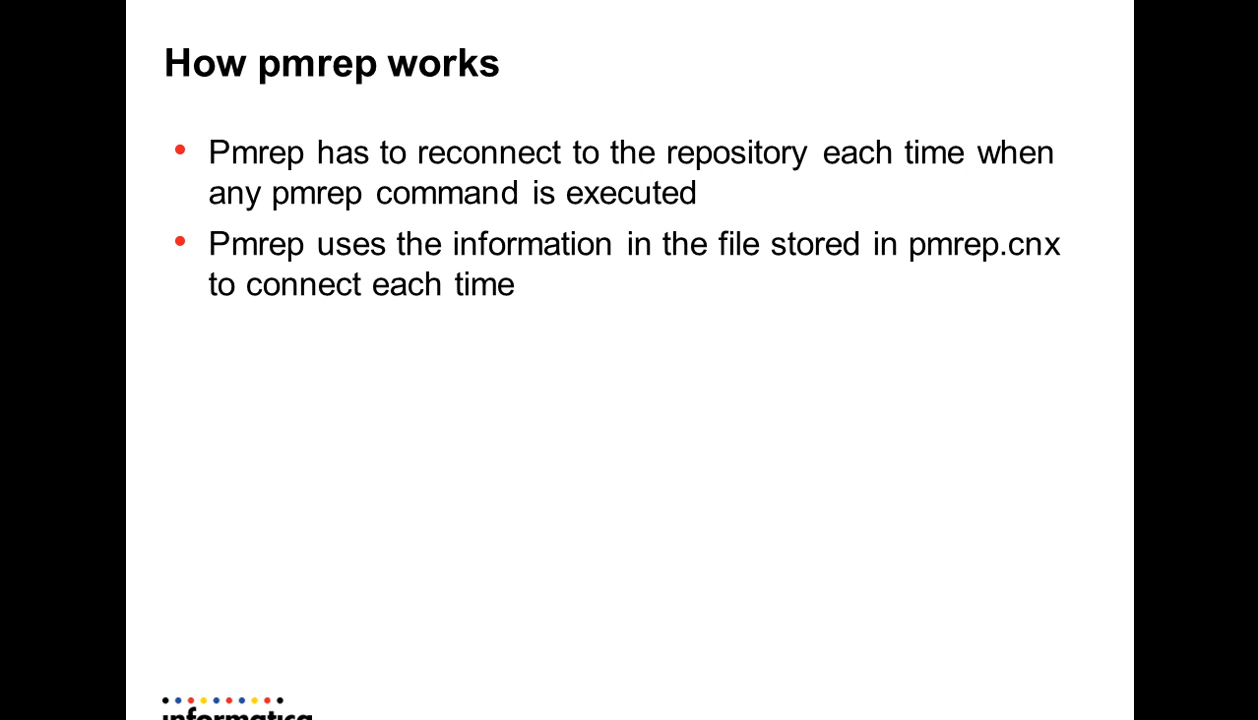 How pmrep works
Pmrep has to reconnect to the repository each time when
any pmrep command is executed
Pmrep uses the information in the file stored in pmrep.cnx
to connect each time
informatica